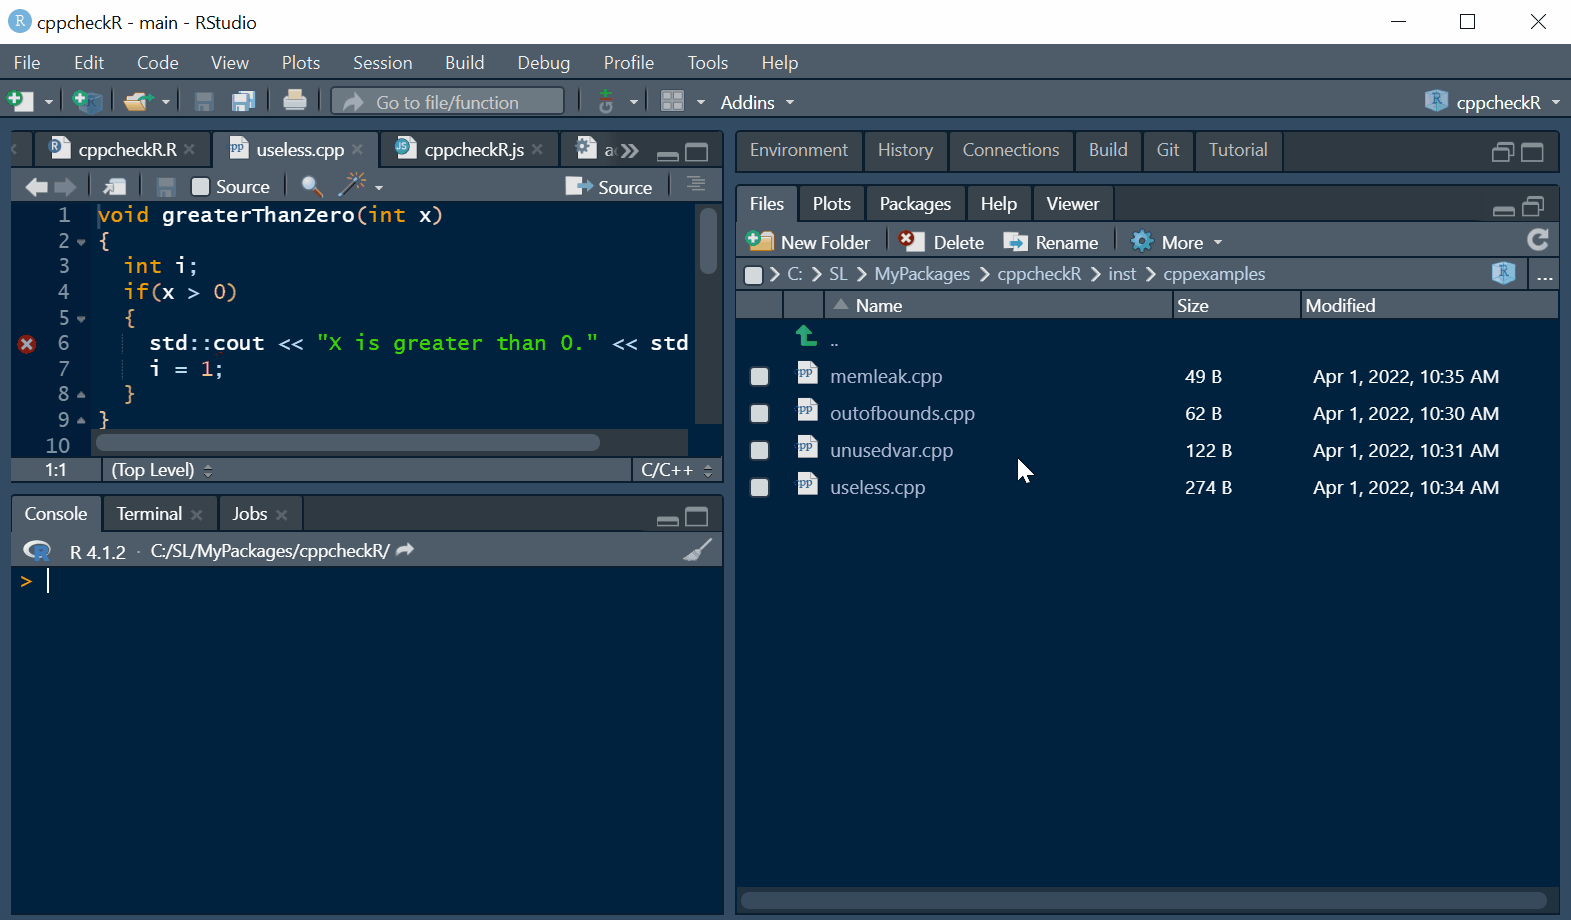 cppcheckR - main - RStudio
File Edit Code View Plots Session Build Debug Profile Tools Help
Go to file/function Addins cppcheckR
cppcheckR.R useless.cpp cppcheckR.js
Source Source
1 void greaterThanZero(int x)
2 {
3 int i;
4 if(x > 0)
5 {
6 std::cout << "X is greater than 0." << std
7 i = 1;
8 }
9 }
10
1:1 (Top Level) C/C++
Console Terminal Jobs
R 4.1.2 · C:/SL/MyPackages/cppcheckR/
>
Environment History Connections Build Git Tutorial
Files Plots Packages Help Viewer
New Folder Delete Rename More
C: > SL > MyPackages > cppcheckR > inst > cppexamples ...
Name Size Modified
..
memleak.cpp 49 B Apr 1, 2022, 10:35 AM
outofbounds.cpp 62 B Apr 1, 2022, 10:30 AM
unusedvar.cpp 122 B Apr 1, 2022, 10:31 AM
useless.cpp 274 B Apr 1, 2022, 10:34 AM